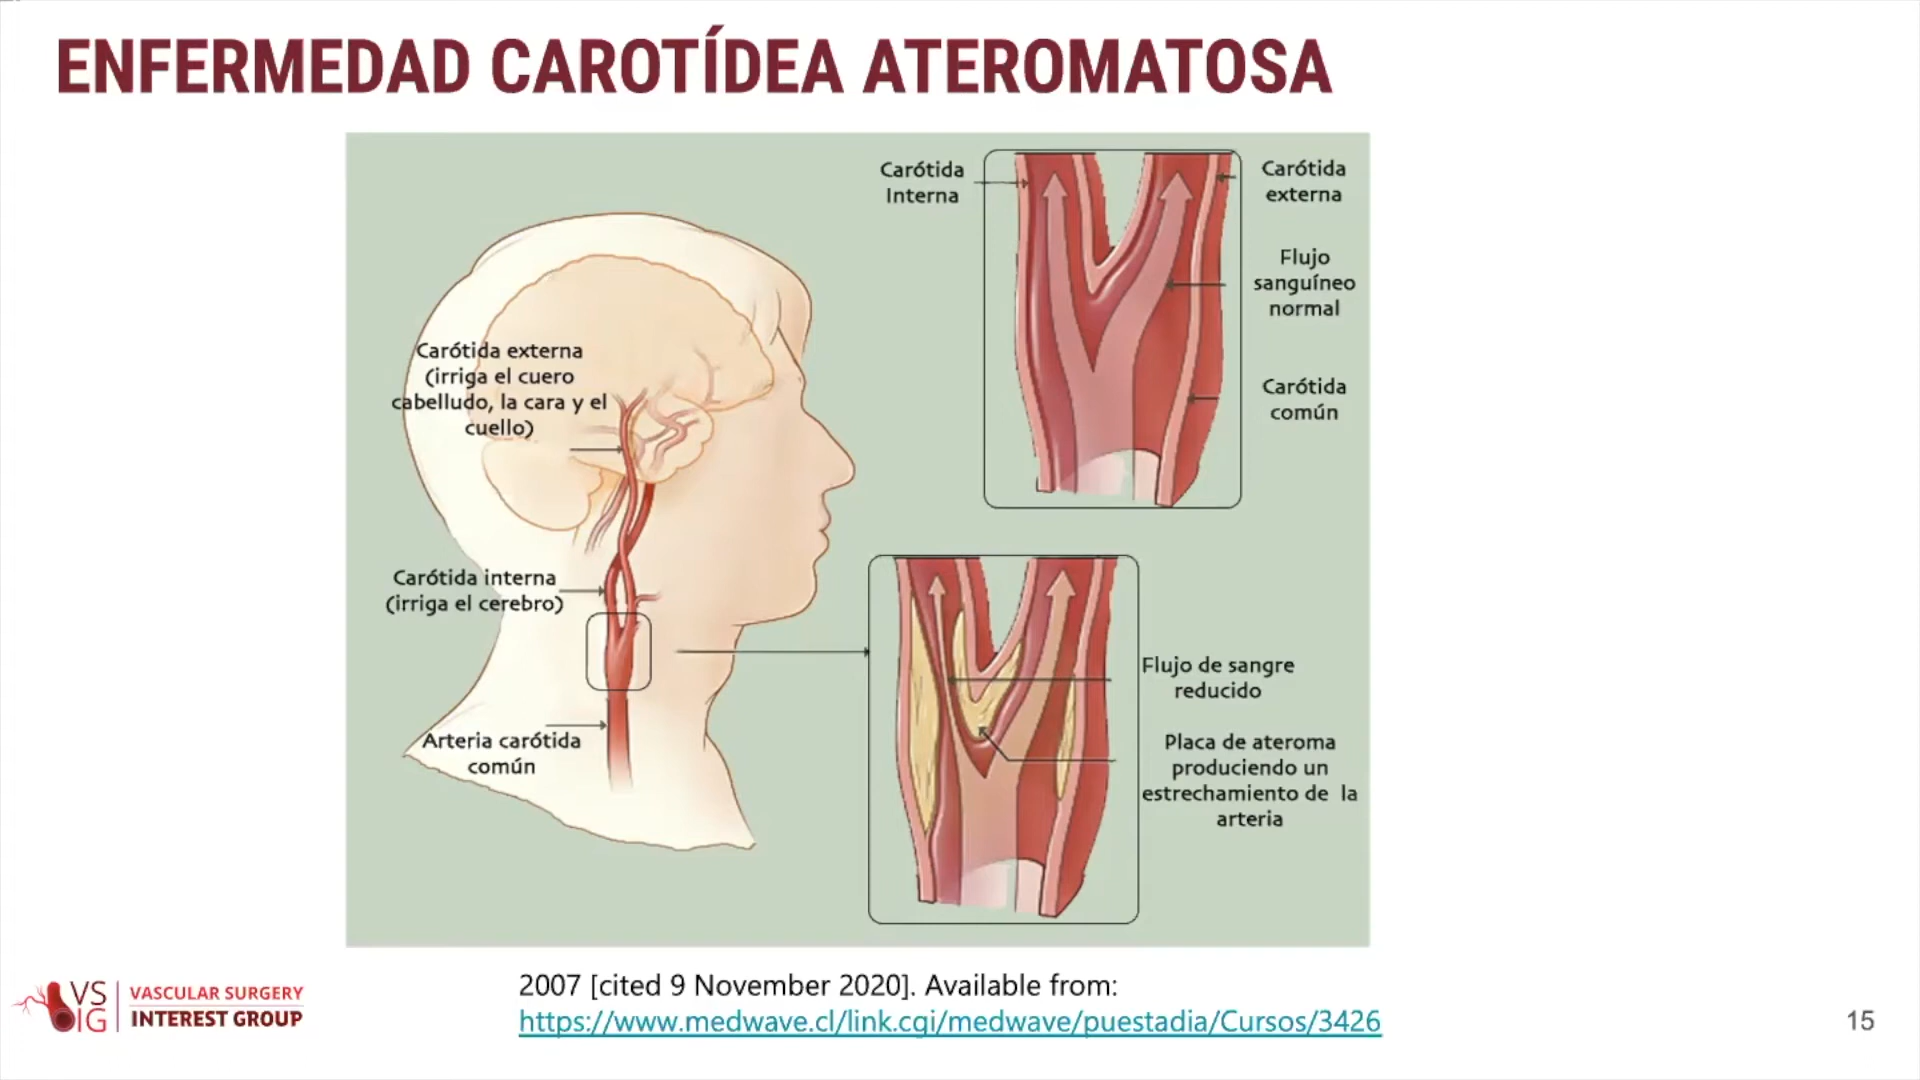 ENFERMEDAD CAROTÍDEA ATEROMATOSA
Carótida
Interna
Carótida
externa
Flujo
sanguíneo
normal
Carótida
común
Carótida externa
(irriga el cuero
cabelludo, la cara y el
cuello)
Carótida interna
(irriga el cerebro)
Arteria carótida
común
Flujo de sangre
reducido
Placa de ateroma
produciendo un
estrechamiento de la
arteria
VS
IG
VASCULAR SURGERY
INTEREST GROUP
2007 [cited 9 November 2020]. Available from:
https://www.medwave.cl/link.cgi/medwave/puestadia/Cursos/3426
15